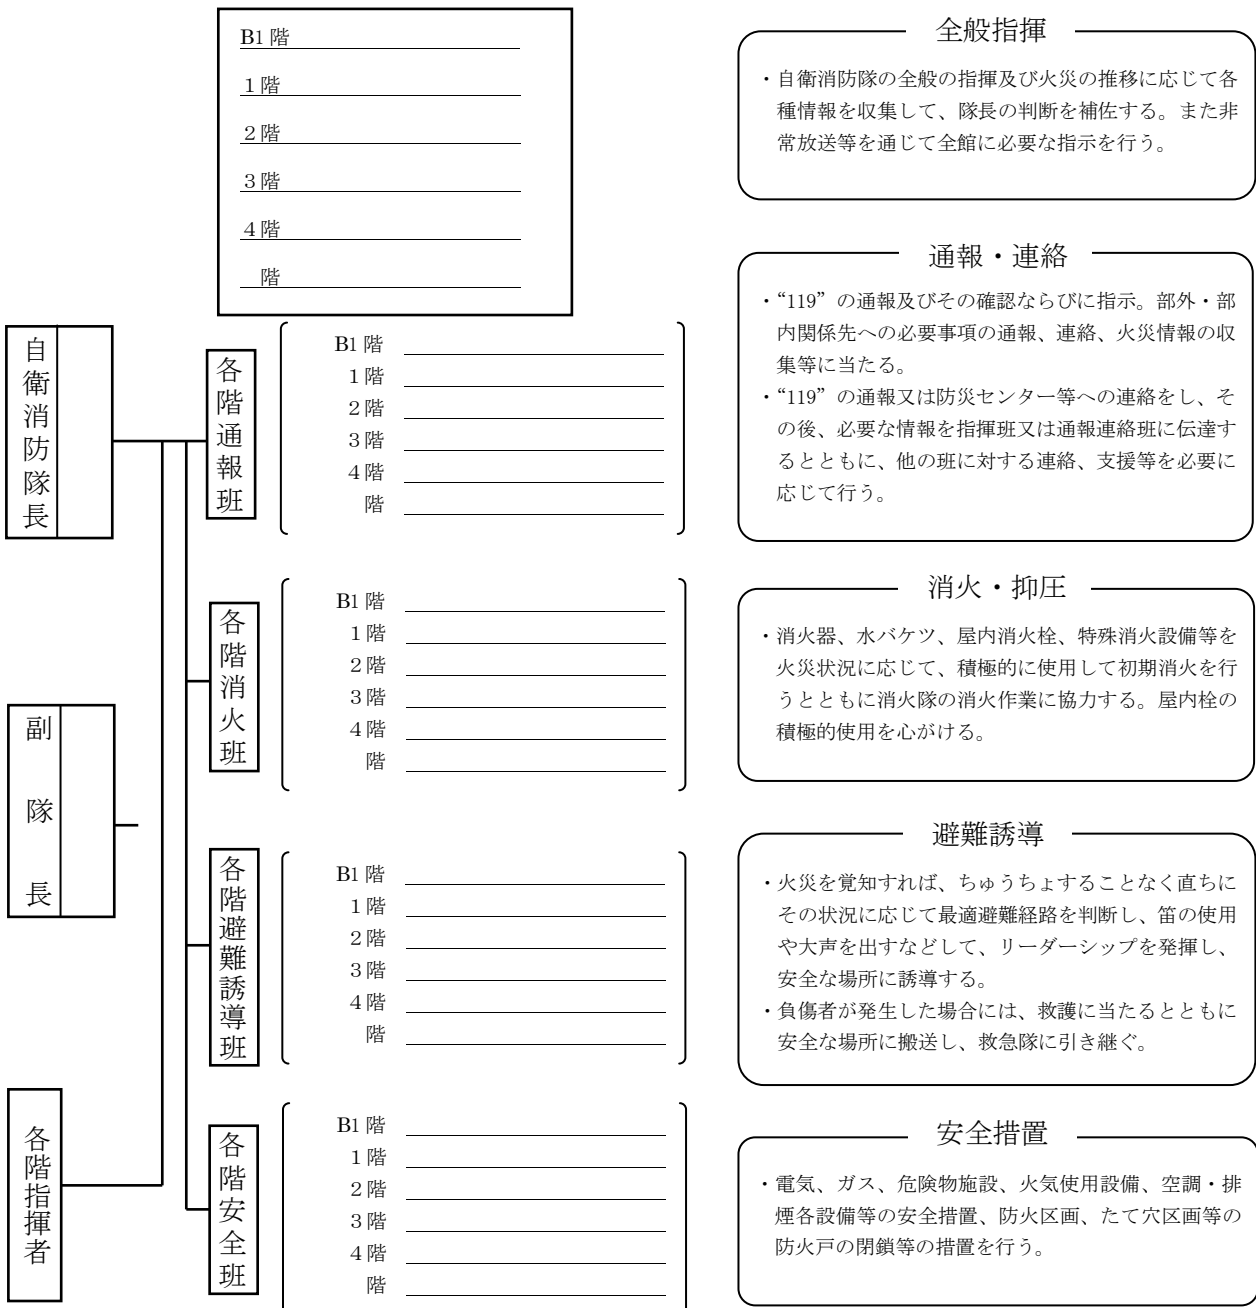 B1 階
1 階
2 階
3 階
4 階
階
全般指揮
・自衛消防隊の全般の指揮及び火災の推移に応じて各
種情報を収集して、隊長の判断を補佐する。また非
常放送等を通じて全館に必要な指示を行う。
自衛消防隊長
各階通報班
B1 階
1 階
2 階
3 階
4 階
階
通報・連絡
・“119”の通報及びその確認ならびに指示。部外・部
内関係先への必要事項の通報、連絡、火災情報の収
集等に当たる。
・“119”の通報又は防災センター等への連絡をし、そ
の後、必要な情報を指揮班又は通報連絡班に伝達す
るとともに、他の班に対する連絡、支援等を必要に
応じて行う。
各階消火班
B1 階
1 階
2 階
3 階
4 階
階
消火・抑圧
・消火器、水バケツ、屋内消火栓、特殊消火設備等を
火災状況に応じて、積極的に使用して初期消火を行
うとともに消火隊の消火作業に協力する。屋内栓の
積極的使用を心がける。
副隊長
各階避難誘導班
B1 階
1 階
2 階
3 階
4 階
階
避難誘導
・火災を覚知すれば、ちゅうちょすることなく直ちに
その状況に応じて最適避難経路を判断し、笛の使用
や大声を出すなどして、リーダーシップを発揮し、
安全な場所に誘導する。
・負傷者が発生した場合には、救護に当たるとともに
安全な場所に搬送し、救急隊に引き継ぐ。
各階指揮者
各階安全班
B1 階
1 階
2 階
3 階
4 階
階
安全措置
・電気、ガス、危険物施設、火気使用設備、空調・排
煙各設備等の安全措置、防火区画、たて穴区画等の
防火戸の閉鎖等の措置を行う。